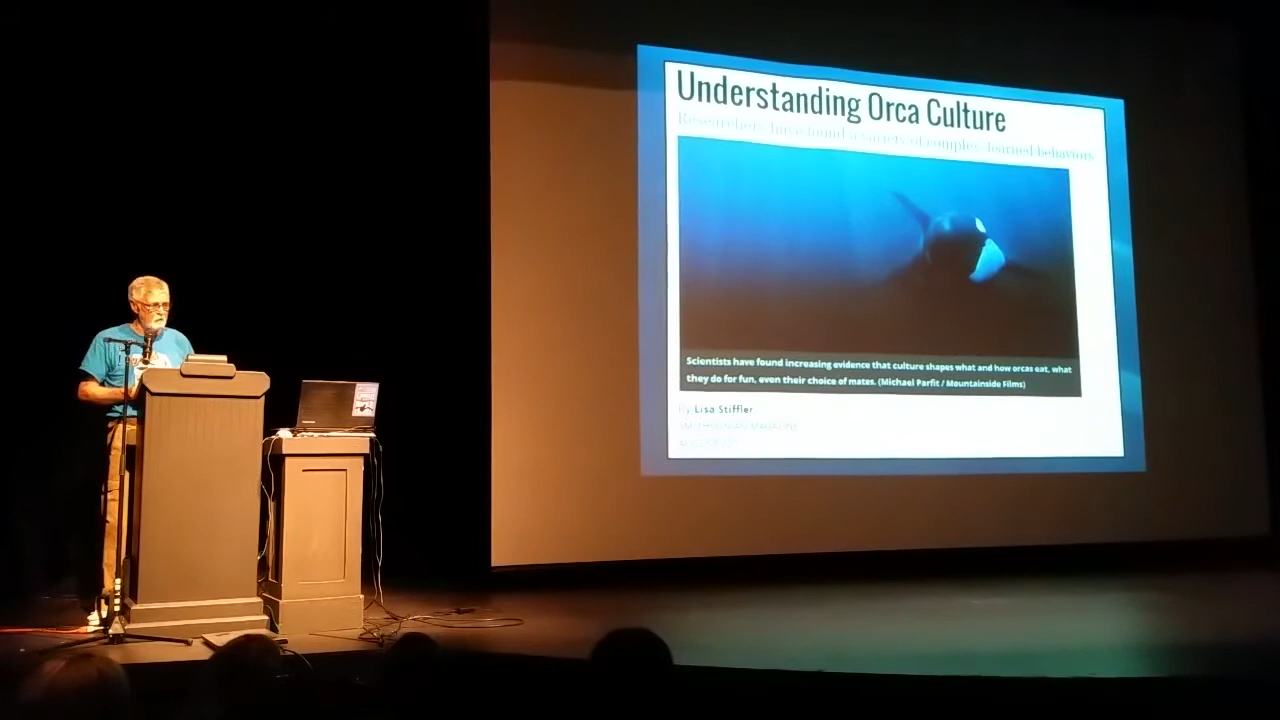 Understanding Orca Culture
Researchers have found a variety of complex, learned behaviors
Scientists have found increasing evidence that culture shapes what and how orcas eat, what
they do for fun, even their choice of mates. (Michael Parfit / Mountainside Films)
By Lisa Stiffler
SMITHSONIAN MAGAZINE